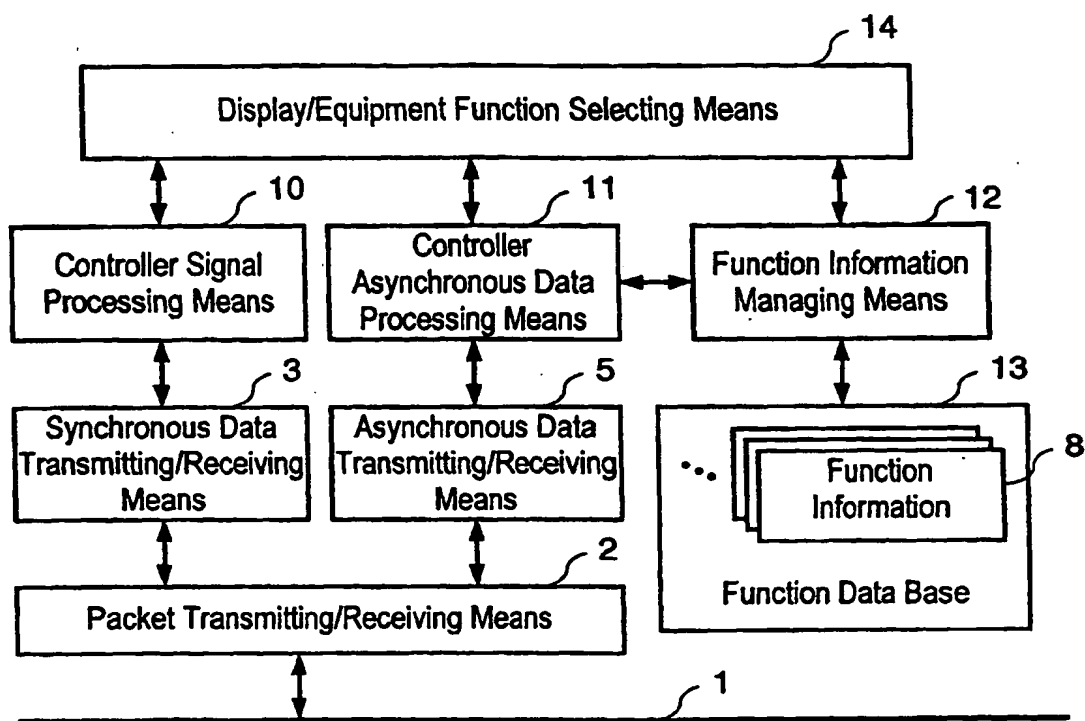 14
Display/Equipment Function Selecting Means
10
11
12
Controller Signal
Processing Means
Controller
Asynchronous Data
Processing Means
Function Information
Managing Means
3
5
13
Synchronous Data
Transmitting/Receiving
Means
Asynchronous Data
Transmitting/Receiving
Means
8
Function
Information
Function Data Base
2
Packet Transmitting/Receiving Means
1